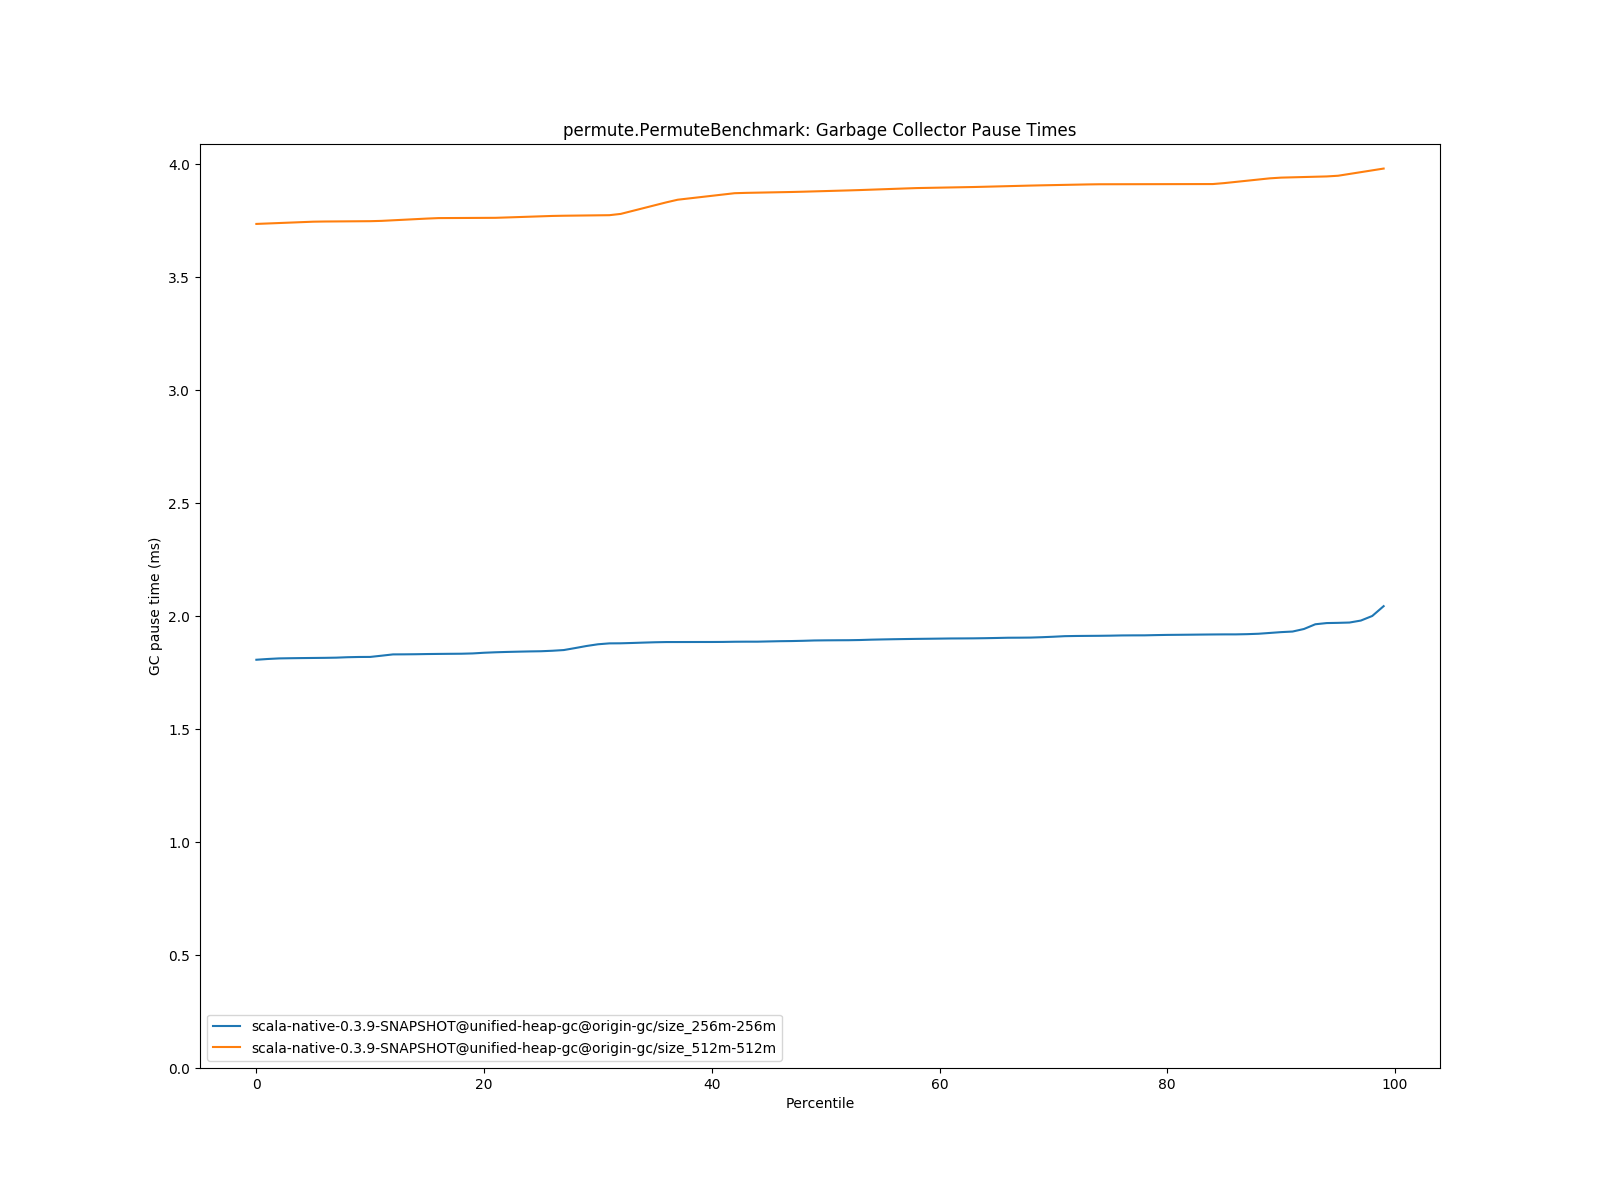 permute.PermuteBenchmark: Garbage Collector Pause Times
4.0
3.5
3.0
2.5
2.0
1.5
1.0
0.5
0.0
GC pause time (ms)
scala-native-0.3.9-SNAPSHOT@unified-heap-gc@origin-gc/size_256m-256m
scala-native-0.3.9-SNAPSHOT@unified-heap-gc@origin-gc/size_512m-512m
0 20 40 60 80 100
Percentile